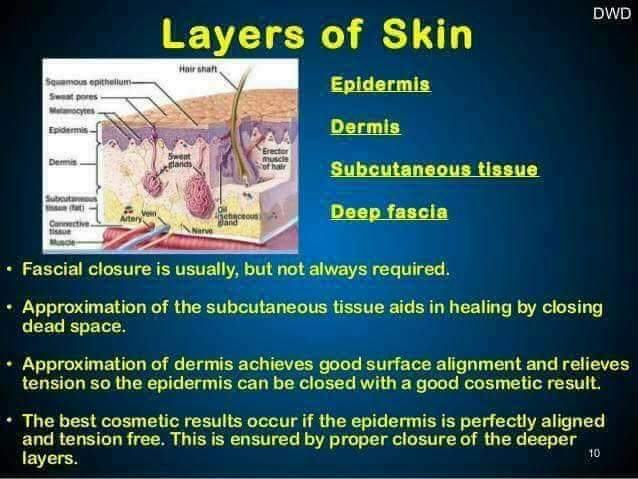 DWD
Layers of Skin
Hair shaft
Squamous epithelium
Sweat pores
Melanocytes
Epidermis
Dermis
Subcutaneous
tissue (fat)
Connective
tissue
Muscle
Sweat
glands
Erector
muscle
of hair
Oil
(sebaceous)
gland
Artery
Vein
Nerve
Epidermis
Dermis
Subcutaneous tissue
Deep fascia
• Fascial closure is usually, but not always required.
• Approximation of the subcutaneous tissue aids in healing by closing
dead space.
• Approximation of dermis achieves good surface alignment and relieves
tension so the epidermis can be closed with a good cosmetic result.
• The best cosmetic results occur if the epidermis is perfectly aligned
and tension free. This is ensured by proper closure of the deeper
layers.
10